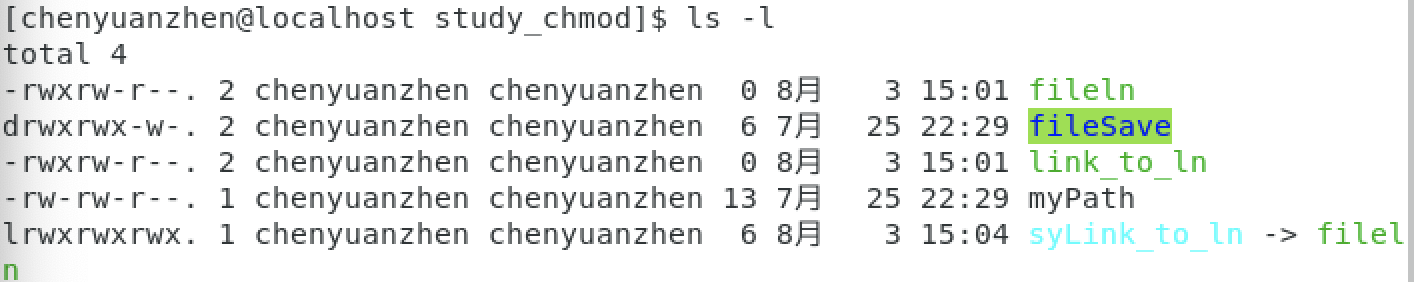 [chenyuanzhen@localhost study_chmod]$ ls -l
total 4
-rwxrw-r--. 2 chenyuanzhen chenyuanzhen  0 8月   3 15:01 fileln
drwxrwx-w-. 2 chenyuanzhen chenyuanzhen  6 7月  25 22:29 fileSave
-rwxrw-r--. 2 chenyuanzhen chenyuanzhen  0 8月   3 15:01 link_to_ln
-rw-rw-r--. 1 chenyuanzhen chenyuanzhen 13 7月  25 22:29 myPath
lrwxrwxrwx. 1 chenyuanzhen chenyuanzhen  6 8月   3 15:04 syLink_to_ln -> filel
n